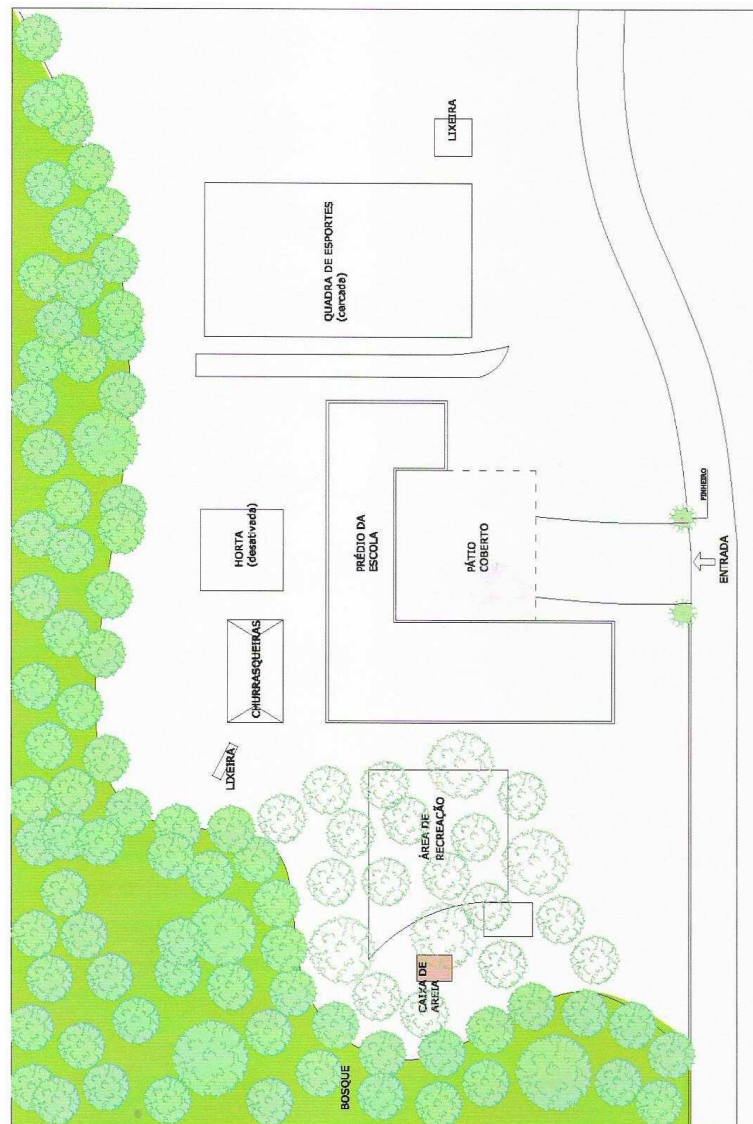 LIXEIRA
QUADRA DE ESPORTES
(cercada)
PRÉDIO DA
ESCOLA
PÁTIO
COBERTO
HORTA
(desativada)
PINHEIRO
ENTRADA
CHURRASQUEIRAS
LIXEIRA
ÁREA DE
RECREAÇÃO
CAIXA DE
AREIA
BOSQUE